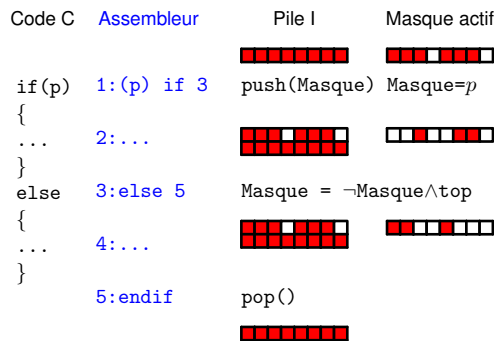 Code C Assembleur Pile I Masque actif
if(p) 1:(p) if 3 push(Masque) Masque=p
{
... 2:...
}
else 3:else 5 Masque = ¬Masque∧top
{
... 4:...
}
5:endif pop()